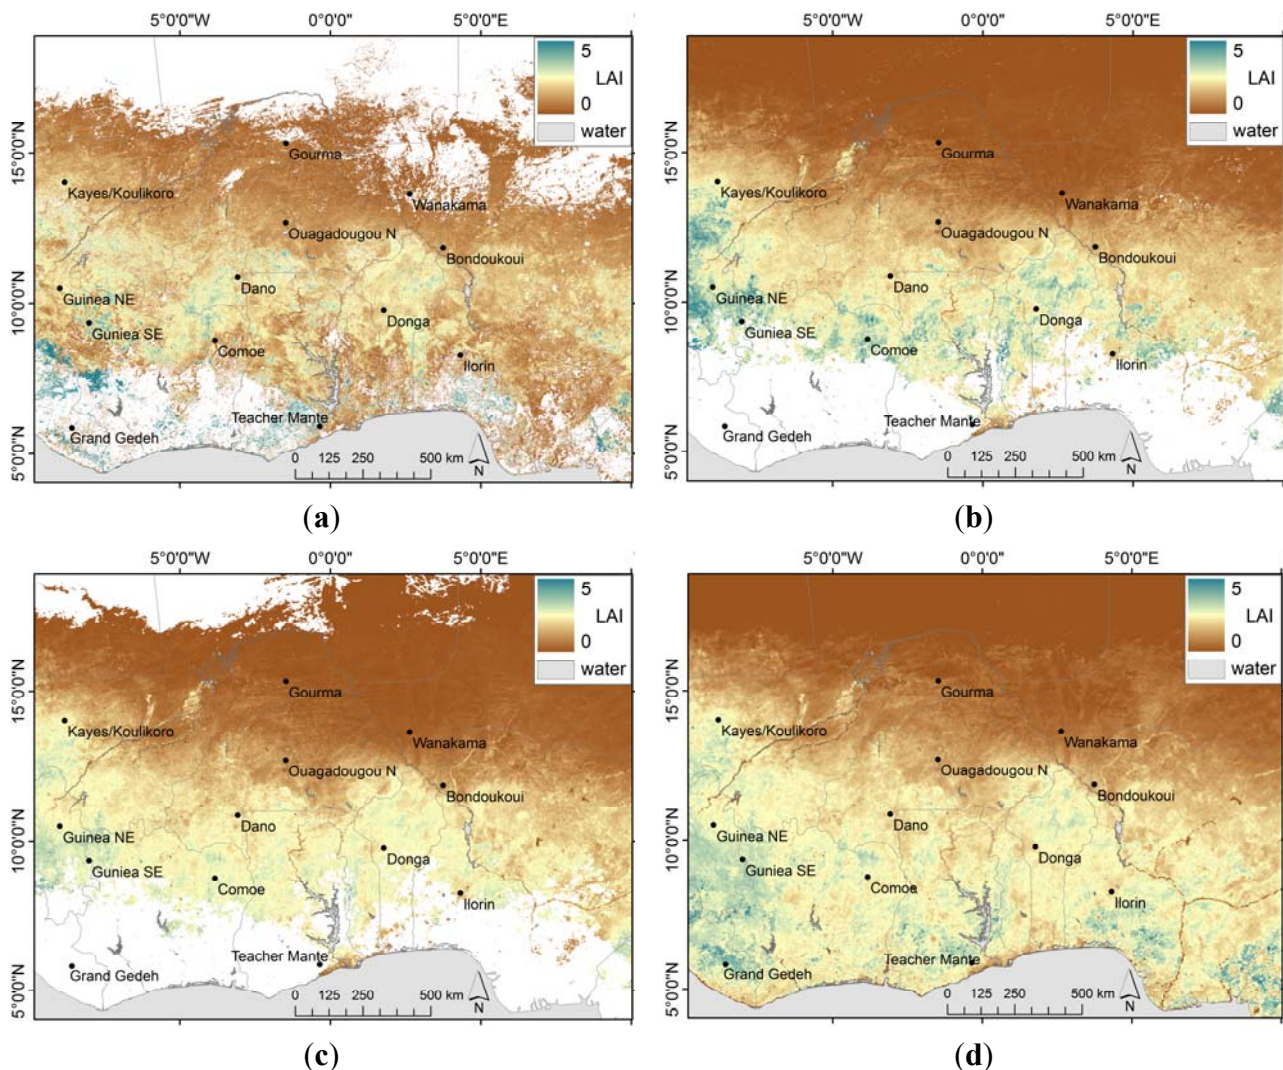 5°0'0"W 0°0'0" 5°0'0"E
5
LAI
0
water
15°0'0"N
10°0'0"N
5°0'0"N
Gourma
Kayes/Koulikoro
Wanakama
Ouagadougou N
Bondoukoui
Dano
Guinea NE
Guniea SE
Donga
Comoe
Ilorin
Teacher Mante
Grand Gedeh
0 125 250 500 km
N
(a)
5°0'0"W 0°0'0" 5°0'0"E
5
LAI
0
water
15°0'0"N
10°0'0"N
5°0'0"N
Gourma
Kayes/Koulikoro
Wanakama
Ouagadougou N
Bondoukoui
Dano
Guinea NE
Guniea SE
Donga
Comoe
Ilorin
Teacher Mante
Grand Gedeh
0 125 250 500 km
N
(b)
5°0'0"W 0°0'0" 5°0'0"E
5
LAI
0
water
15°0'0"N
10°0'0"N
5°0'0"N
Gourma
Kayes/Koulikoro
Wanakama
Ouagadougou N
Bondoukoui
Dano
Guinea NE
Guniea SE
Donga
Comoe
Ilorin
Teacher Mante
Grand Gedeh
0 125 250 500 km
N
(c)
5°0'0"W 0°0'0" 5°0'0"E
5
LAI
0
water
15°0'0"N
10°0'0"N
5°0'0"N
Gourma
Kayes/Koulikoro
Wanakama
Ouagadougou N
Bondoukoui
Dano
Guinea NE
Guinea SE
Donga
Comoe
Ilorin
Teacher Mante
Grand Gedeh
0 125 250 500 km
N
(d)